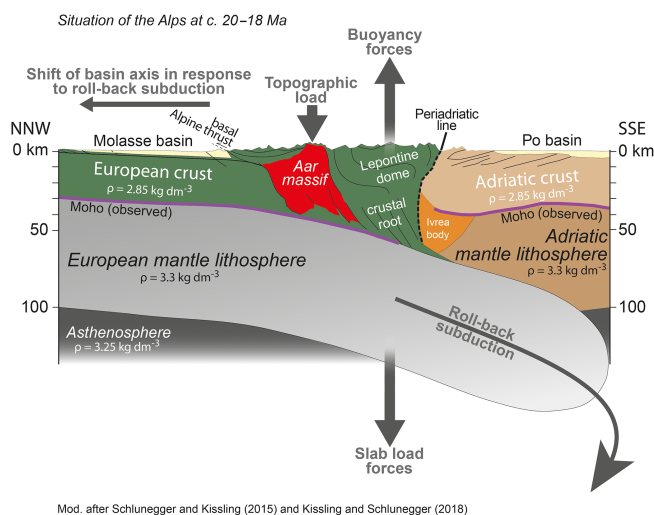 Situation of the Alps at c. 20–18 Ma
Buoyancy
forces
Shift of basin axis in response
to roll-back subduction
Topographic
load
Periadriatic
line
basal
Alpine thrust
NNW
SSE
Molasse basin
Po basin
0 km
0 km
European crust
ρ = 2.85 kg dm⁻³
Aar
massif
Lepontine
dome
Adriatic crust
ρ = 2.85 kg dm⁻³
Moho (observed)
crustal
root
Moho (observed)
Ivrea
body
50
50
European mantle lithosphere
ρ = 3.3 kg dm⁻³
Adriatic
mantle lithosphere
ρ = 3.3 kg dm⁻³
100
100
Asthenosphere
ρ = 3.25 kg dm⁻³
Roll-back
subduction
Slab load
forces
Mod. after Schlunegger and Kissling (2015) and Kissling and Schlunegger (2018)